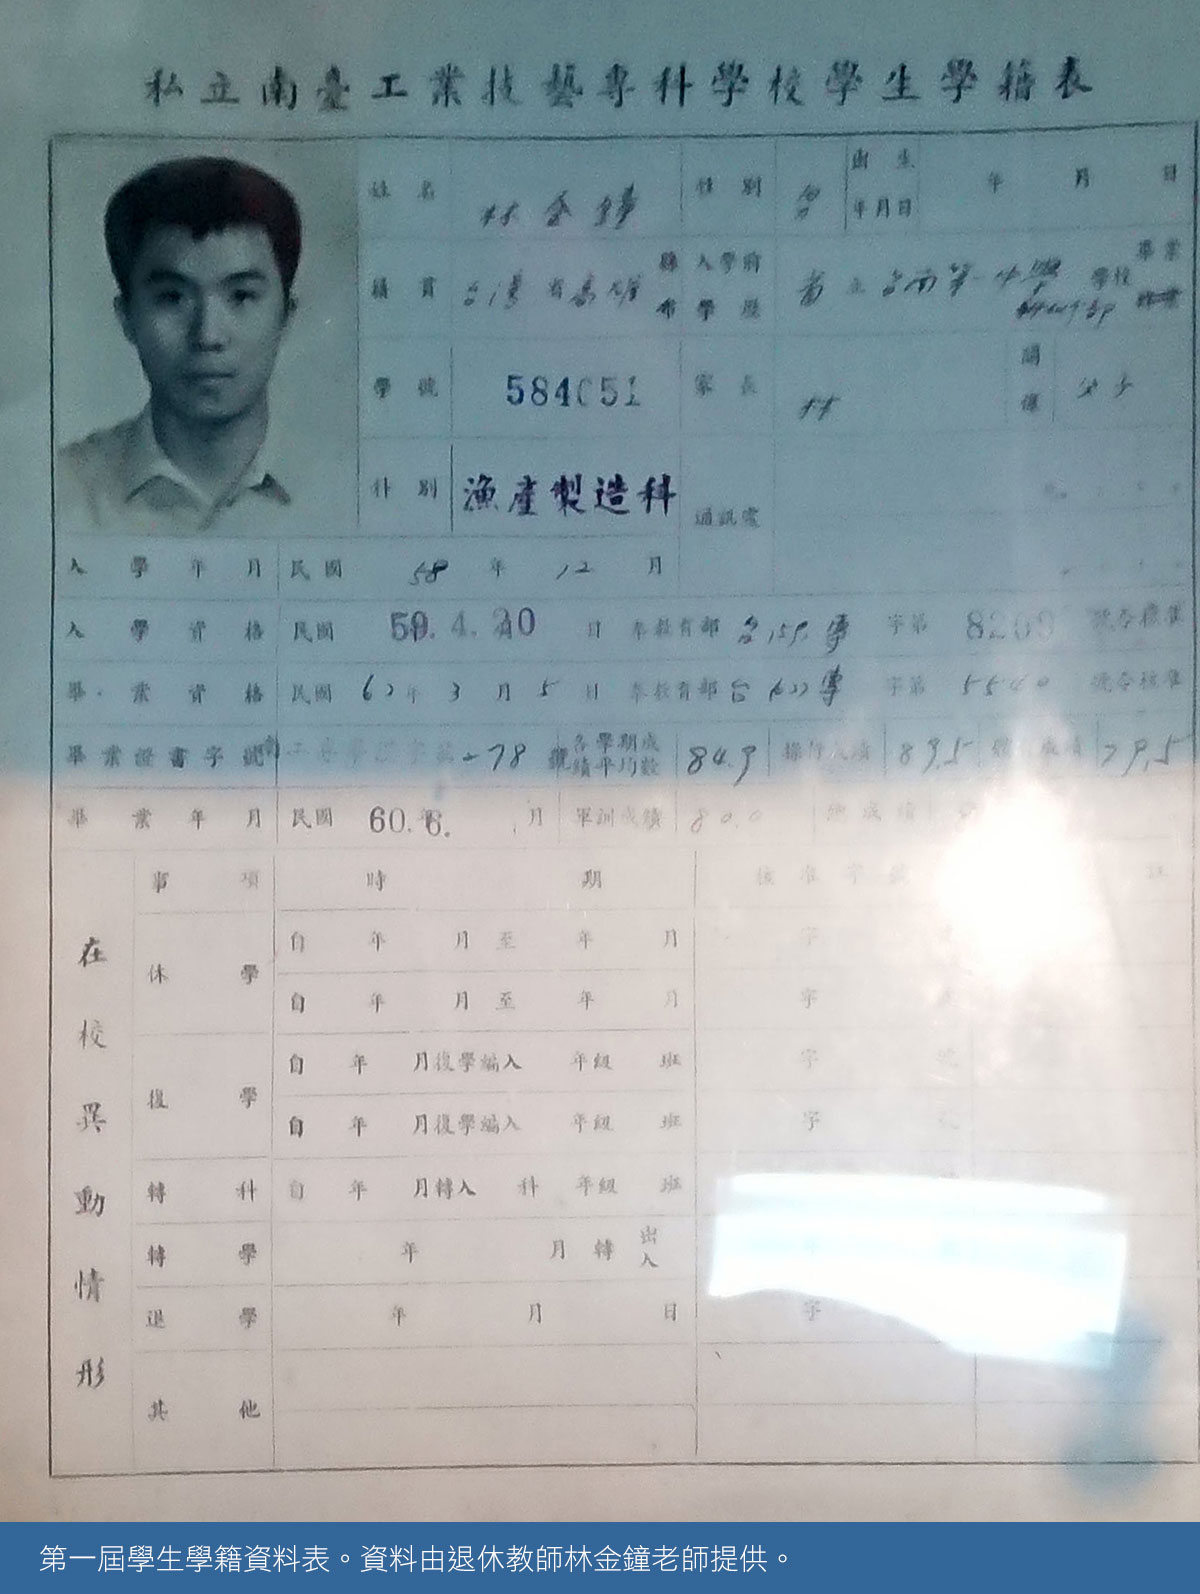 私立南臺工業技藝專科學校學生學籍表
姓名 林金鐘 性別 男 出生年月日 年 月 日
籍貫 台灣省高雄 縣市 入學前學歷 省立台南第一中學 學校 畢業
學號 584051 家長 林 關係 父子
科別 漁產製造科 通訊處
入學年月 民國 58 年 12 月
入學資格 民國 59.4.20 日 奉教育部 台(59)專 字第 8209 號令核准
畢業資格 民國 年 3 月 5 日 奉教育部 台 專 字第 5540 號令核准
畢業證書字號 78 號 各學期成績平均數 84.9 操行成績 89.5 體育成績 79.5
畢業年月 民國 60.6. 月 軍訓成績 80.0 總成績
在校異動情形
事項 時期 核准字號 註
休學 自 年 月至 年 月 字
自 年 月至 年 月 字 號
復學 自 年 月復學編入 年級 班 字 號
自 年 月復學編入 年級 班 字
轉科 自 年 月轉入 科 年級 班
轉學 年 月轉出入
退學 年 月 日 字
其他
第一屆學生學籍資料表。資料由退休教師林金鐘老師提供。